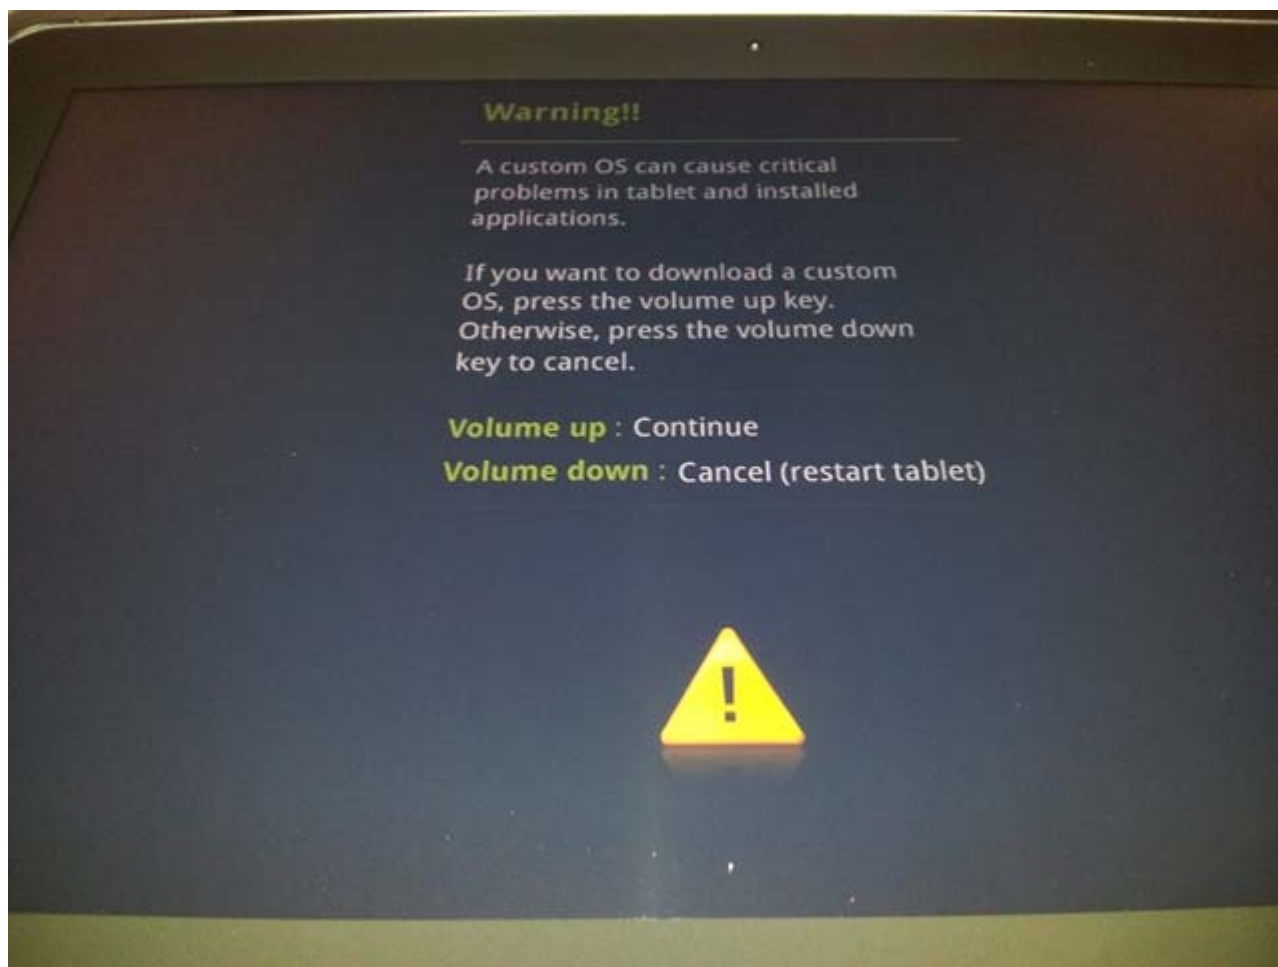 Warning!!
A custom OS can cause critical
problems in tablet and installed
applications.
If you want to download a custom
OS, press the volume up key.
Otherwise, press the volume down
key to cancel.
Volume up : Continue
Volume down : Cancel (restart tablet)
!